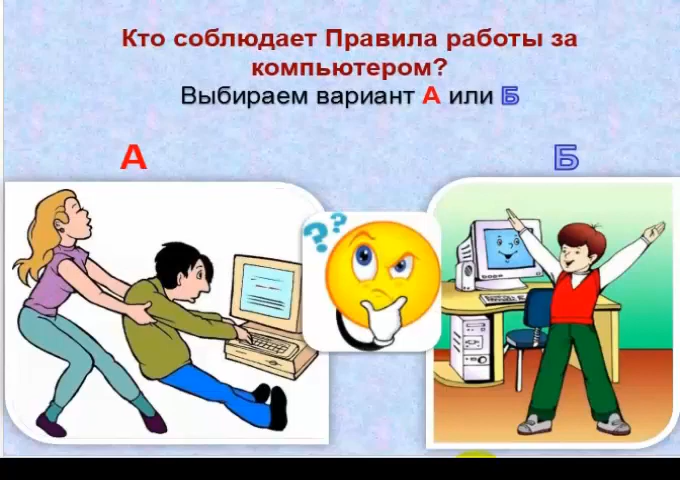 Кто соблюдает Правила работы за
компьютером?
Выбираем вариант А или Б
А
Б
? ? ?